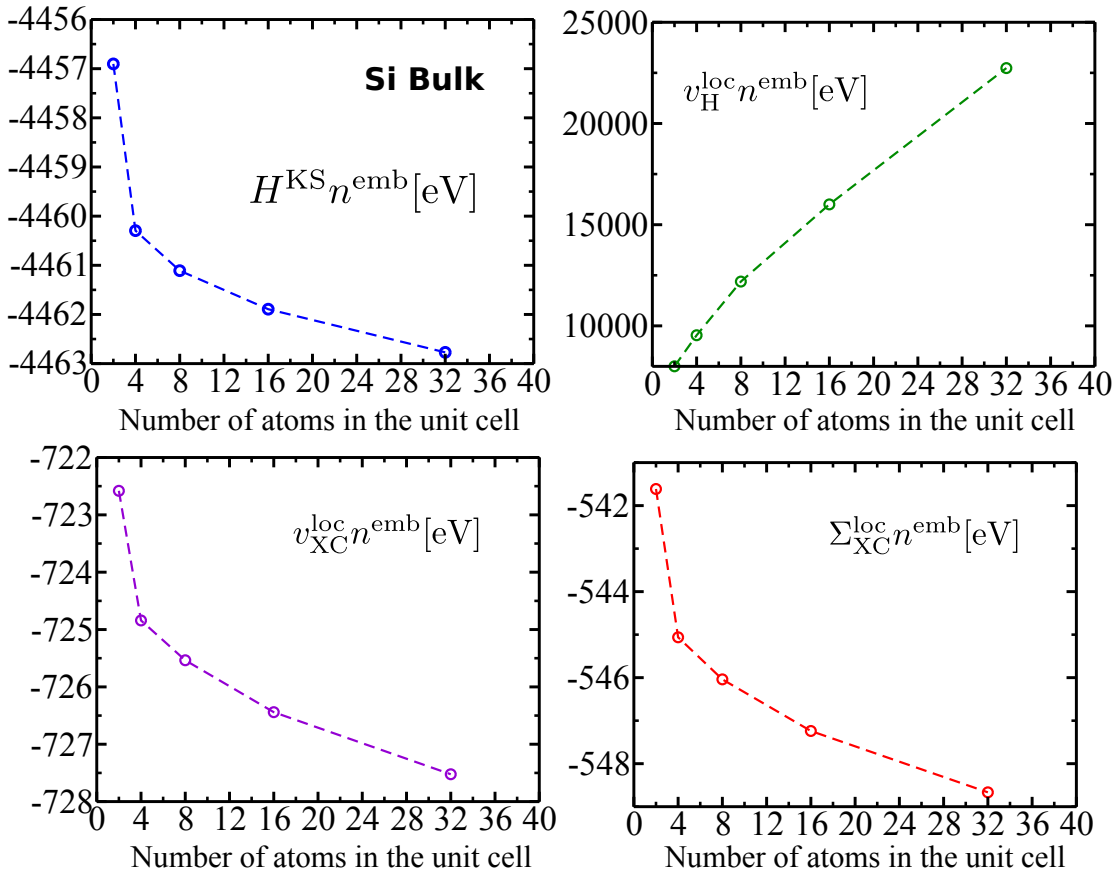 -4456
-4457
-4458
-4459
-4460
-4461
-4462
-4463
Si Bulk
H^KS n^emb[eV]
0 4 8 12 16 20 24 28 32 36 40
Number of atoms in the unit cell
25000
20000
15000
10000
v_H^loc n^emb[eV]
0 4 8 12 16 20 24 28 32 36 40
Number of atoms in the unit cell
-722
-723
-724
-725
-726
-727
-728
v_XC^loc n^emb[eV]
0 4 8 12 16 20 24 28 32 36 40
Number of atoms in the unit cell
-542
-544
-546
-548
Σ_XC^loc n^emb[eV]
0 4 8 12 16 20 24 28 32 36 40
Number of atoms in the unit cell